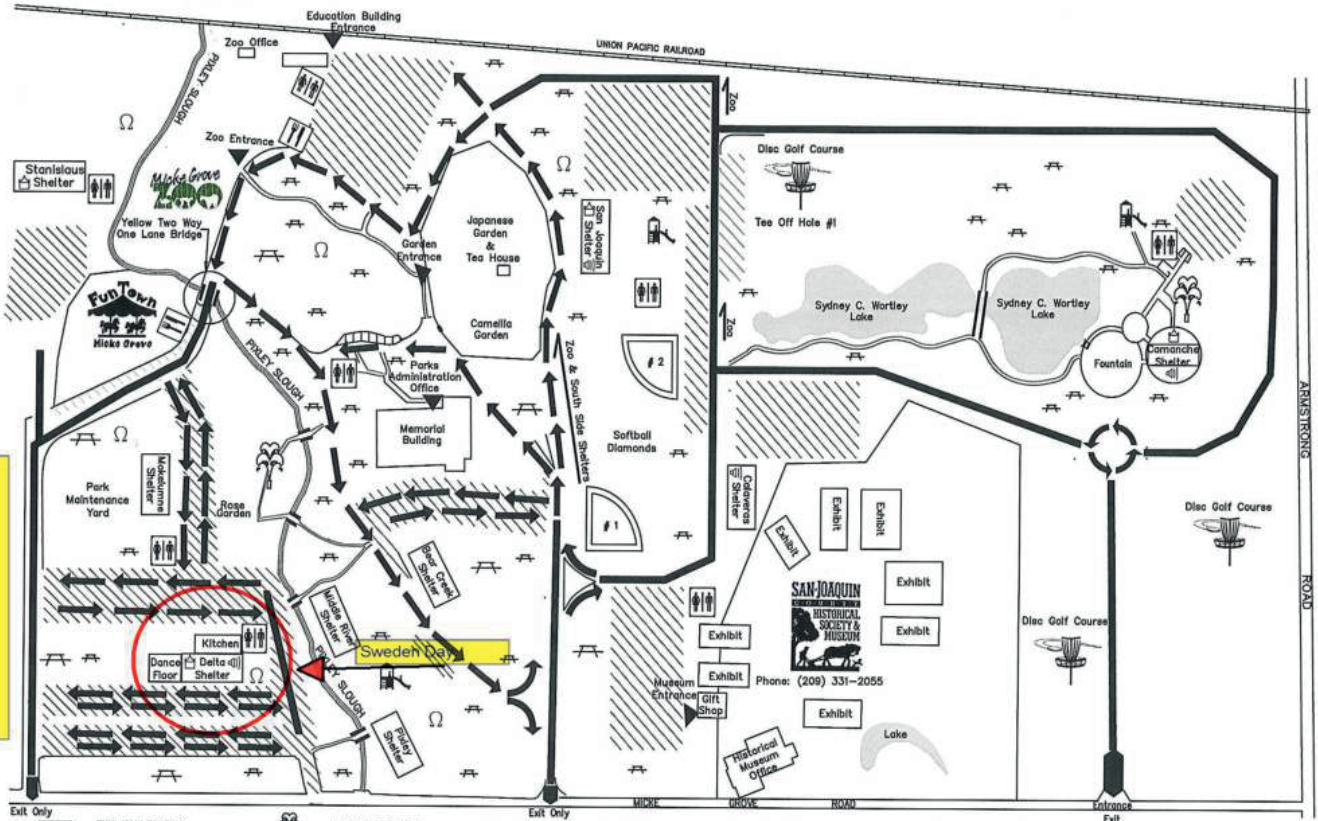 Education Building
Entrance
Zoo Office
UNION PACIFIC RAILROAD
PIXLEY SLOUGH
Zoo
Zoo Entrance
Disc Golf Course
Stanislaus
Shelter
Micke Grove
ZOO
Yellow Two Way
One Lane Bridge
Japanese
Garden
&
Tea House
San Joaquin
Shelter
Tee Off Hole #1
Garden
Entrance
FunTown
Micke Grove
Sydney C. Wortley
Lake
Sydney C. Wortley
Lake
Camellia
Garden
Zoo
PIXLEY SLOUGH
Parks
Administration
Office
Zoo & South Side Shelters
# 2
Fountain
Camanche
Shelter
ARMSTRONG
ROAD
Memorial
Building
Softball
Diamonds
Mokelumne
Shelter
Park
Maintenance
Yard
Rose
Garden
Calaveras
Shelter
# 1
Exhibit
Exhibit
Exhibit
Disc Golf Course
Bear Creek
Shelter
Exhibit
SAN JOAQUIN
COUNTY
HISTORICAL
SOCIETY &
MUSEUM
Middle River
Shelter
Exhibit
Exhibit
Disc Golf Course
Kitchen
Sweden Day
Dance
Floor
Delta
Shelter
PIXLEY SLOUGH
Exhibit
Museum
Entrance
Phone: (209) 331-2055
Gift
Shop
Exhibit
Pixley
Shelter
Lake
Historical
Museum
Office
MICKE GROVE ROAD
Exit Only
Exit Only
Entrance
Exit